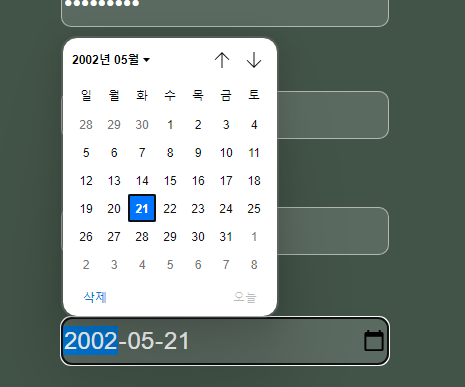 •••••••••
2002년 05월
일 월 화 수 목 금 토
28 29 30 1 2 3 4
5 6 7 8 9 10 11
12 13 14 15 16 17 18
19 20 21 22 23 24 25
26 27 28 29 30 31 1
2 3 4 5 6 7 8
삭제 오늘
2002-05-21